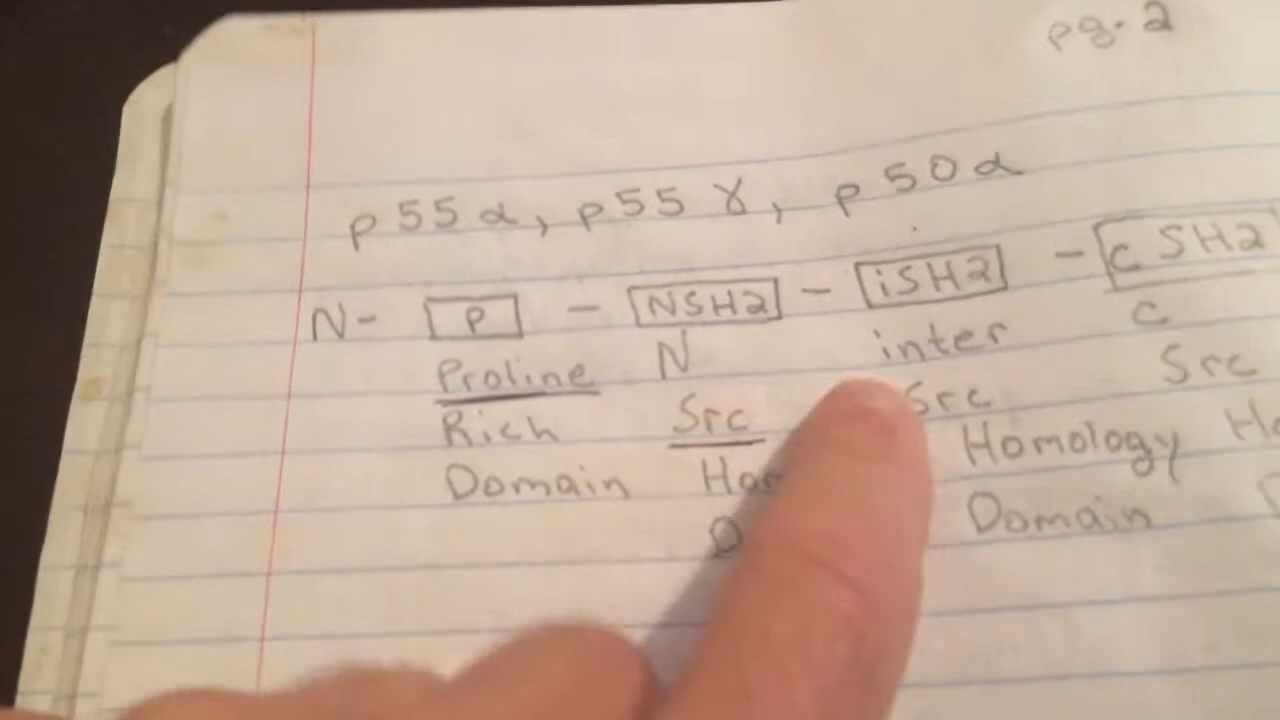 pg. 2
p55α, p55γ, p50α
N- P - NSH2 - iSH2 - cSH2
Proline N inter C
Rich Src Src Src
Domain Homology
Domain